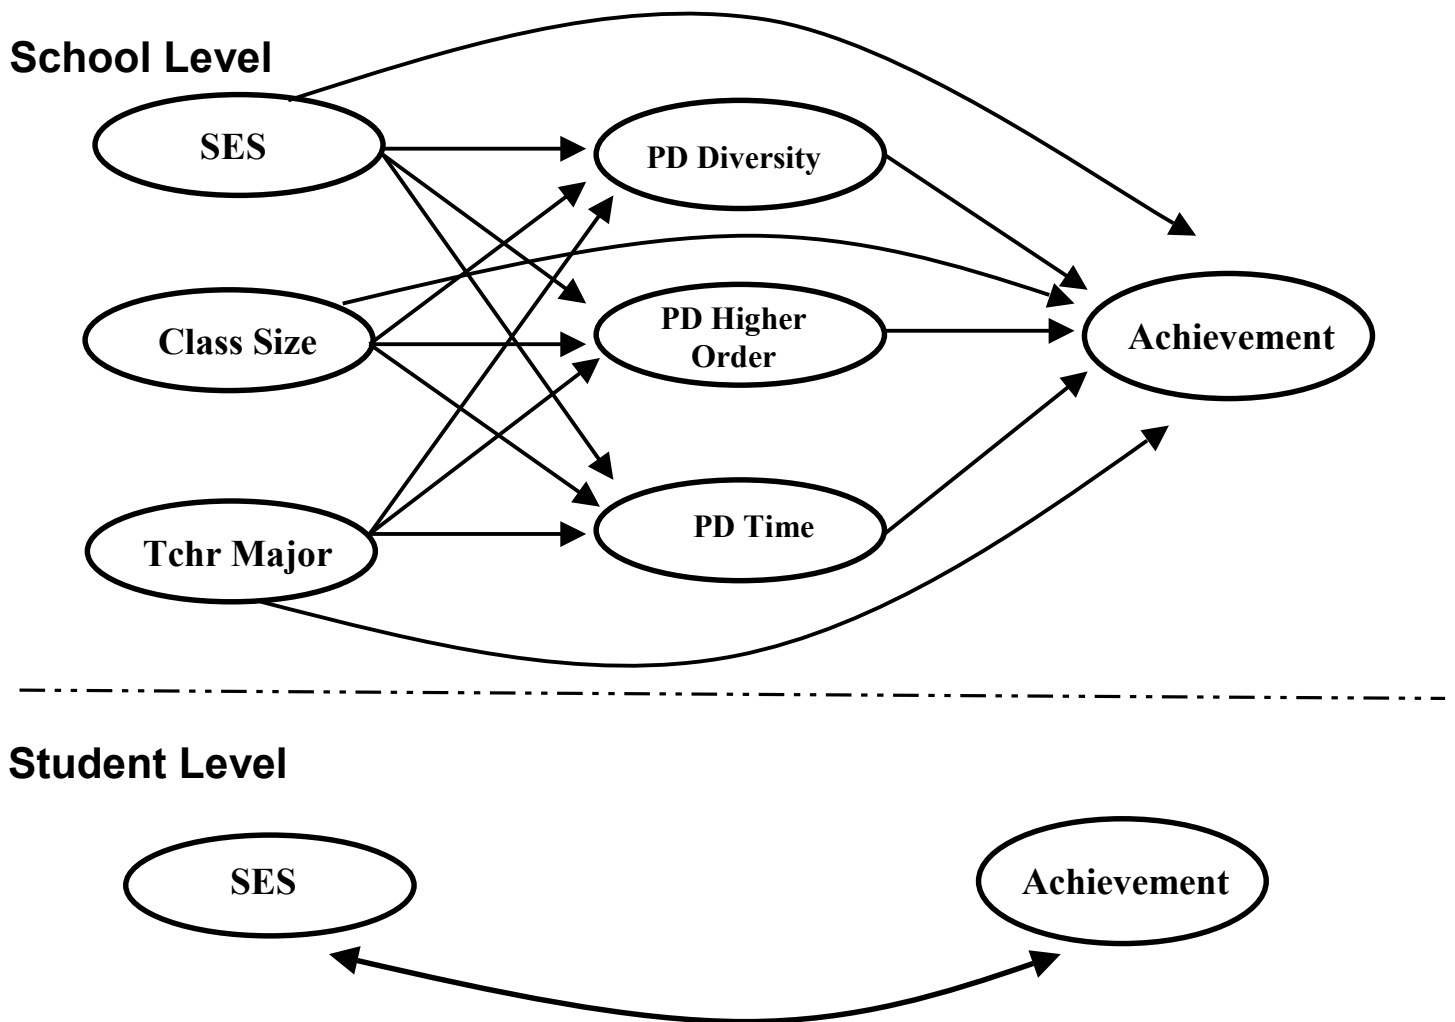 School Level
SES
PD Diversity
Class Size
PD Higher
Order
Achievement
Tchr Major
PD Time
Student Level
SES
Achievement